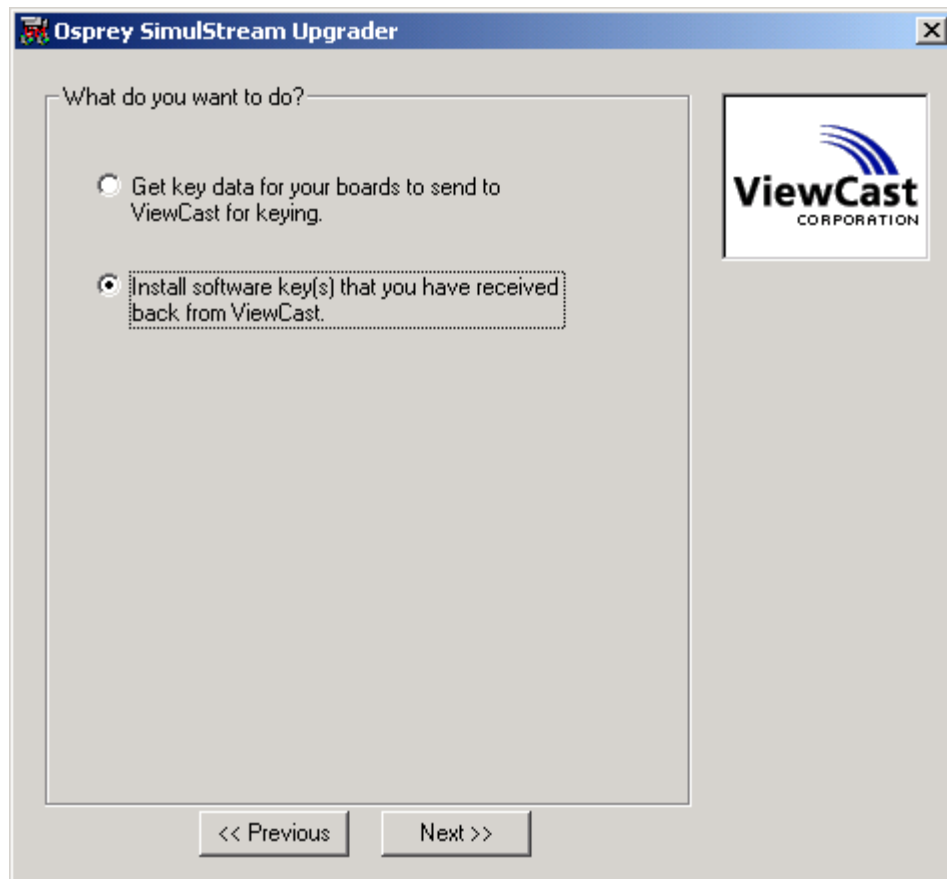 Osprey SimulStream Upgrader
What do you want to do?
Get key data for your boards to send to
ViewCast for keying.
ViewCast
CORPORATION
Install software key(s) that you have received
back from ViewCast.
<< Previous
Next >>